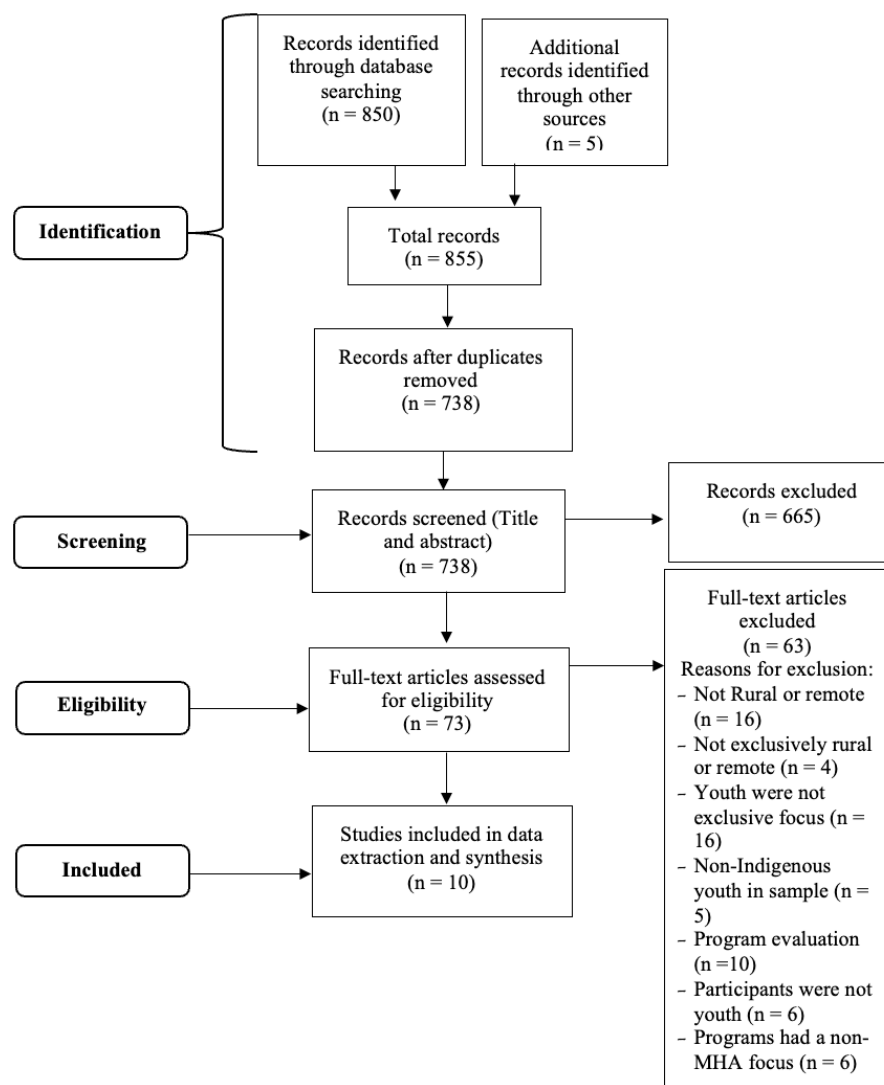 Records identified
through database
searching
(n = 850)
Additional
records identified
through other
sources
(n = 5)
Identification
Total records
(n = 855)
Records after duplicates
removed
(n = 738)
Screening
Records screened (Title
and abstract)
(n = 738)
Records excluded
(n = 665)
Eligibility
Full-text articles assessed
for eligibility
(n = 73)
Full-text articles
excluded
(n = 63)
Reasons for exclusion:
- Not Rural or remote
(n = 16)
- Not exclusively rural
or remote (n = 4)
- Youth were not
exclusive focus (n =
16)
- Non-Indigenous
youth in sample (n =
5)
- Program evaluation
(n =10)
- Participants were not
youth (n = 6)
- Programs had a non-
MHA focus (n = 6)
Included
Studies included in data
extraction and synthesis
(n = 10)